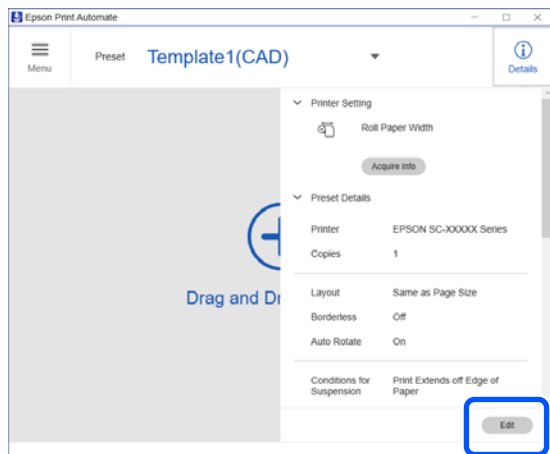 Epson Print Automate
Menu
Preset
Template1(CAD)
Details
Printer Setting
Roll Paper Width
Acquire Info
Preset Details
Printer EPSON SC-XXXXX Series
Copies 1
Drag and Dr
Layout Same as Page Size
Borderless Off
Auto Rotate On
Conditions for Print Extends off Edge of
Suspension Paper
Edit